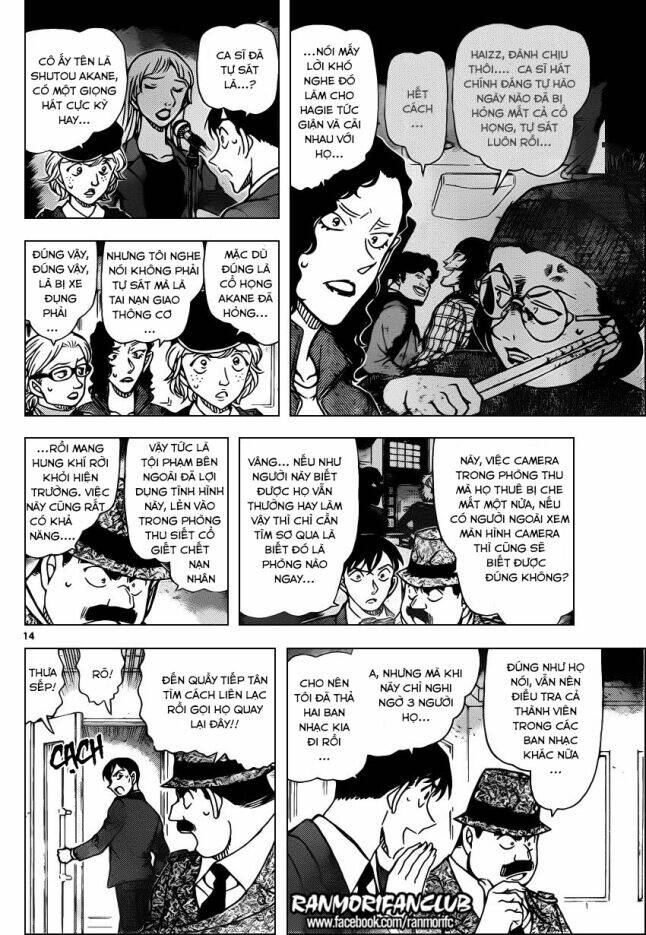 HAIZZ, ĐÀNH CHỊU
THÔI.... CA SĨ HÁT
CHÍNH ĐÁNG TỰ HÀO
NGÀY NÀO ĐÃ BỊ
HỎNG MẤT CẢ CỔ
HỌNG, TỰ SÁT
LUÔN RỒI...
HẾT
CÁCH ...
...NÓI MẤY
LỜI KHÓ
NGHE ĐÓ
LÀM CHO
HAGIE TỨC
GIẬN VÀ CÃI
NHAU VỚI
HỌ...
CA SĨ ĐÃ
TỰ SÁT
LÀ...?
CÔ ẤY TÊN LÀ
SHUTOU AKANE,
CÓ MỘT GIỌNG
HÁT CỰC KỲ
HAY...
MẶC DÙ
ĐÚNG LÀ
CỔ HỌNG
AKANE ĐÃ
HỎNG...
NHƯNG TÔI NGHE
NÓI KHÔNG PHẢI
TỰ SÁT MÀ LÀ
TAI NẠN GIAO
THÔNG CƠ
...
ĐÚNG VẬY,
ĐÚNG VẬY,
LÀ BỊ XE
ĐỤNG
PHẢI ...
NÀY, VIỆC CAMERA
TRONG PHÒNG THU
MÀ HỌ THUÊ BỊ CHE
MẤT MỘT NỬA, NẾU
CÓ NGƯỜI NGOÀI XEM
MÀN HÌNH CAMERA
THÌ CŨNG SẼ
BIẾT ĐƯỢC
ĐÚNG KHÔNG?
VÂNG... NẾU NHƯ
NGƯỜI NÀY BIẾT
ĐƯỢC HỌ VẪN
THƯỜNG HAY LÀM
VẬY THÌ CHỈ CẦN
TÌM SƠ QUA LÀ
BIẾT ĐÓ LÀ
PHÒNG NÀO
NGAY...
VẬY TỨC LÀ
TỘI PHẠM BÊN
NGOÀI ĐÃ LỢI
DỤNG TÌNH HÌNH
NÀY, LẺN VÀO
TRONG PHÒNG
THU SIẾT CỔ
GIẾT CHẾT
NẠN
NHÂN
...RỒI MANG
HUNG KHÍ RỜI
KHỎI HIỆN
TRƯỜNG. VIỆC
NÀY CŨNG RẤT
CÓ KHẢ
NĂNG....
14
ĐÚNG NHƯ HỌ
NÓI, VẪN NÊN
ĐIỀU TRA CẢ
THÀNH VIÊN
TRONG CÁC
BAN NHẠC
KHÁC NỮA
...
A, NHƯNG MÀ KHI
NÃY CHỈ NGHI
NGỜ 3 NGƯỜI
HỌ...
CHO NÊN
TÔI ĐÃ THẢ
HAI BAN
NHẠC KIA
ĐI RỒI
...
ĐẾN QUẦY TIẾP TÂN
TÌM CÁCH LIÊN LẠC
RỒI GỌI HỌ QUAY
LẠI ĐÂY!!
RÕ!
THƯA
SẾP!
CẠCH
RANMORIFANCLUB
www.facebook.com/ranmorifc